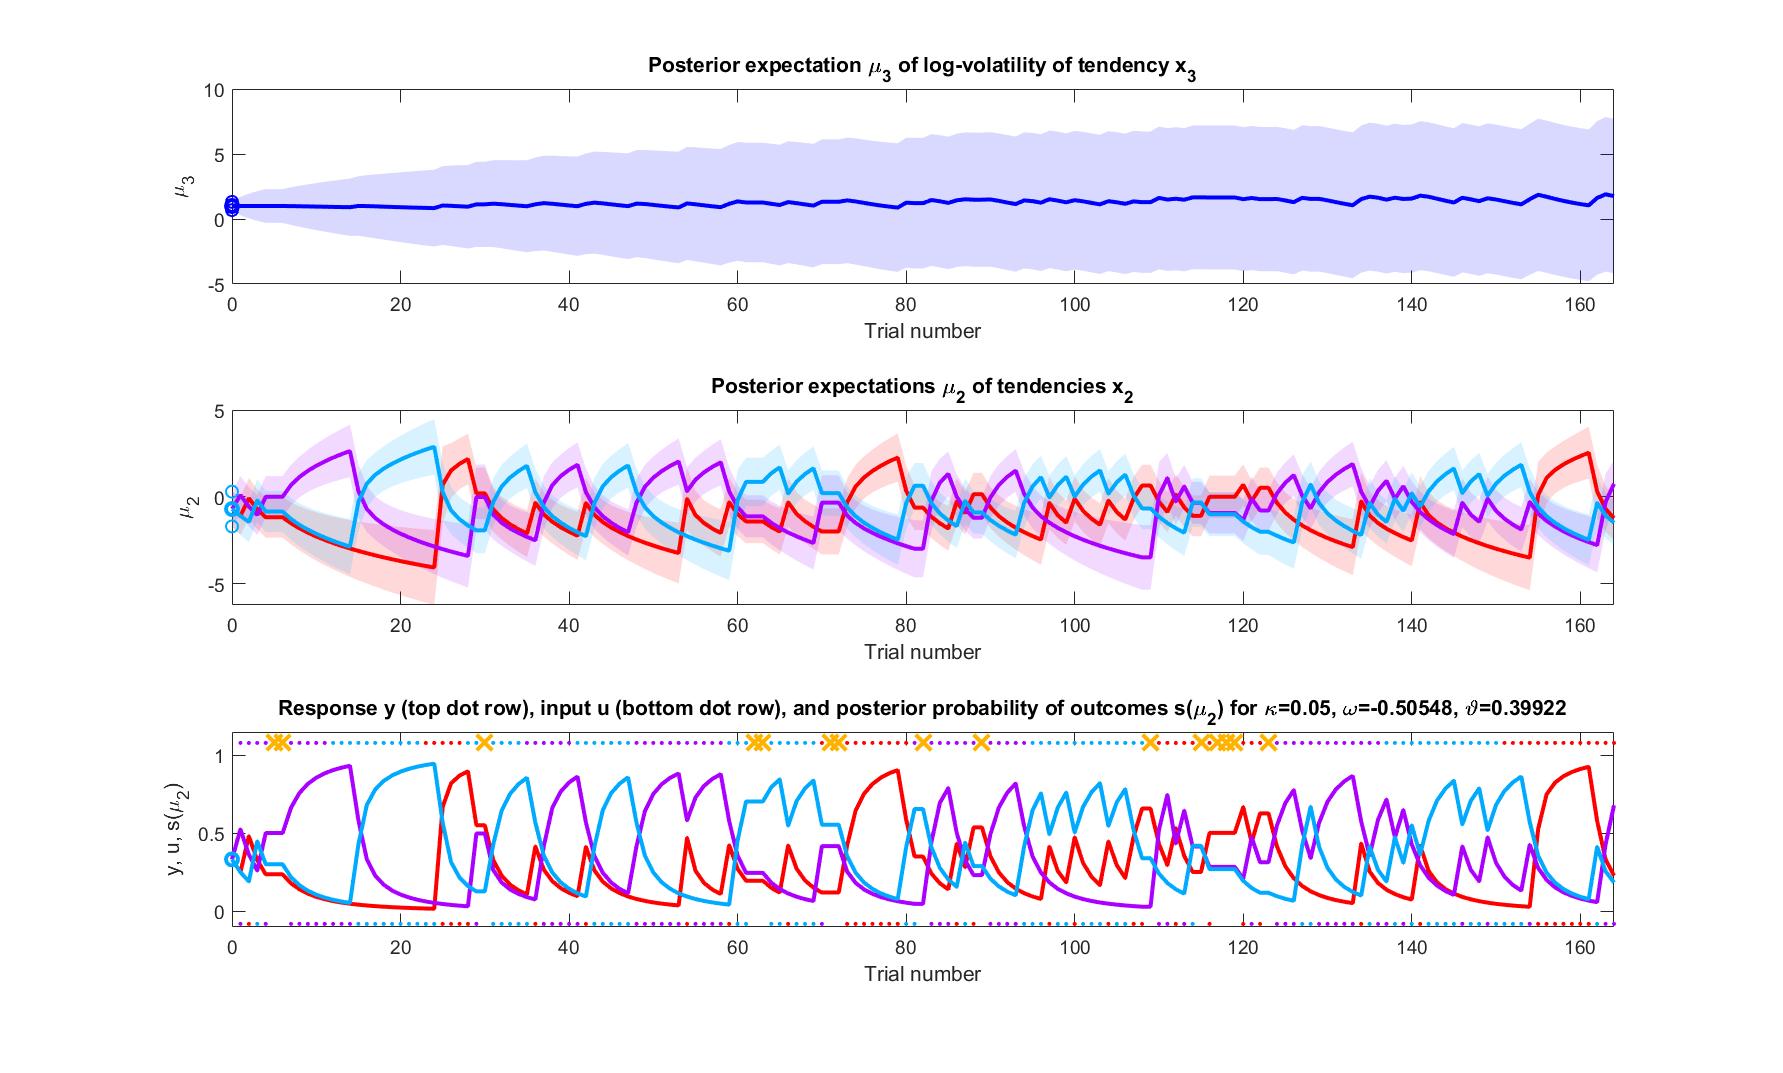 Posterior expectation μ3 of log-volatility of tendency x3
10
5
0
-5
μ3
0 20 40 60 80 100 120 140 160
Trial number
Posterior expectations μ2 of tendencies x2
5
0
-5
μ2
0 20 40 60 80 100 120 140 160
Trial number
Response y (top dot row), input u (bottom dot row), and posterior probability of outcomes s(μ2) for κ=0.05, ω=-0.50548, ϑ=0.39922
1
0.5
0
y, u, s(μ2)
0 20 40 60 80 100 120 140 160
Trial number